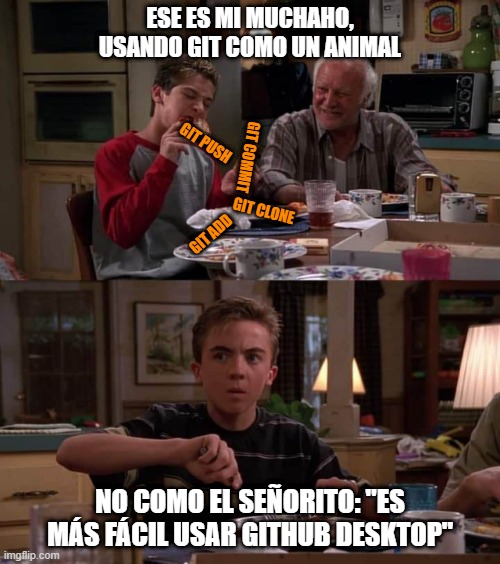 ESE ES MI MUCHAHO,
USANDO GIT COMO UN ANIMAL
GIT PUSH
GIT COMMIT
GIT CLONE
GIT ADD
NO COMO EL SEÑORITO: "ES
MÁS FÁCIL USAR GITHUB DESKTOP"
imgflip.com